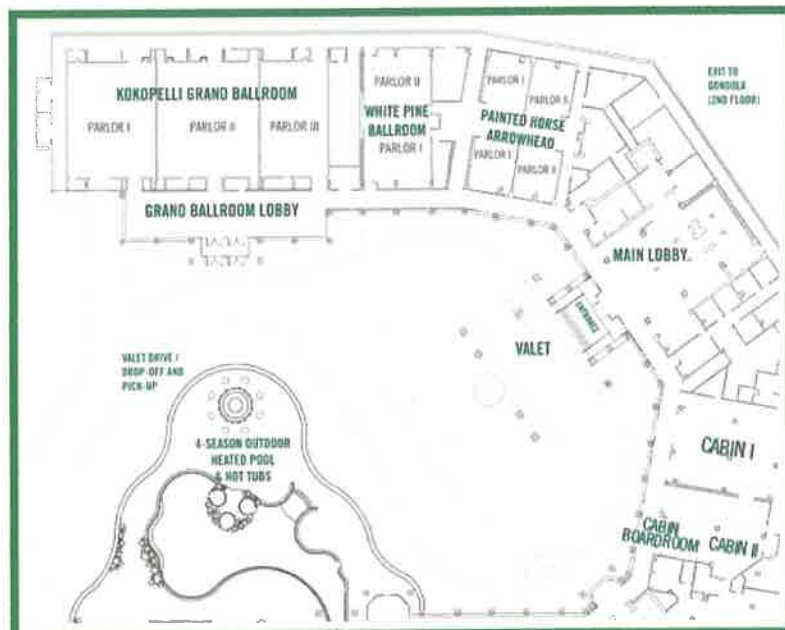 EXIT TO
GONDOLA
(2ND FLOOR)
KOKOPELLI GRAND BALLROOM
PARLOR I
PARLOR II
PARLOR III
PARLOR II
WHITE PINE
BALLROOM
PARLOR I
PARLOR I
PARLOR II
PAINTED HORSE
ARROWHEAD
PARLOR I
PARLOR II
GRAND BALLROOM LOBBY
MAIN LOBBY
ENTRANCE
VALET
VALET DRIVE /
DROP-OFF AND
PICK-UP
4-SEASON OUTDOOR
HEATED POOL
& HOT TUBS
CABIN I
CABIN
BOARDROOM
CABIN II